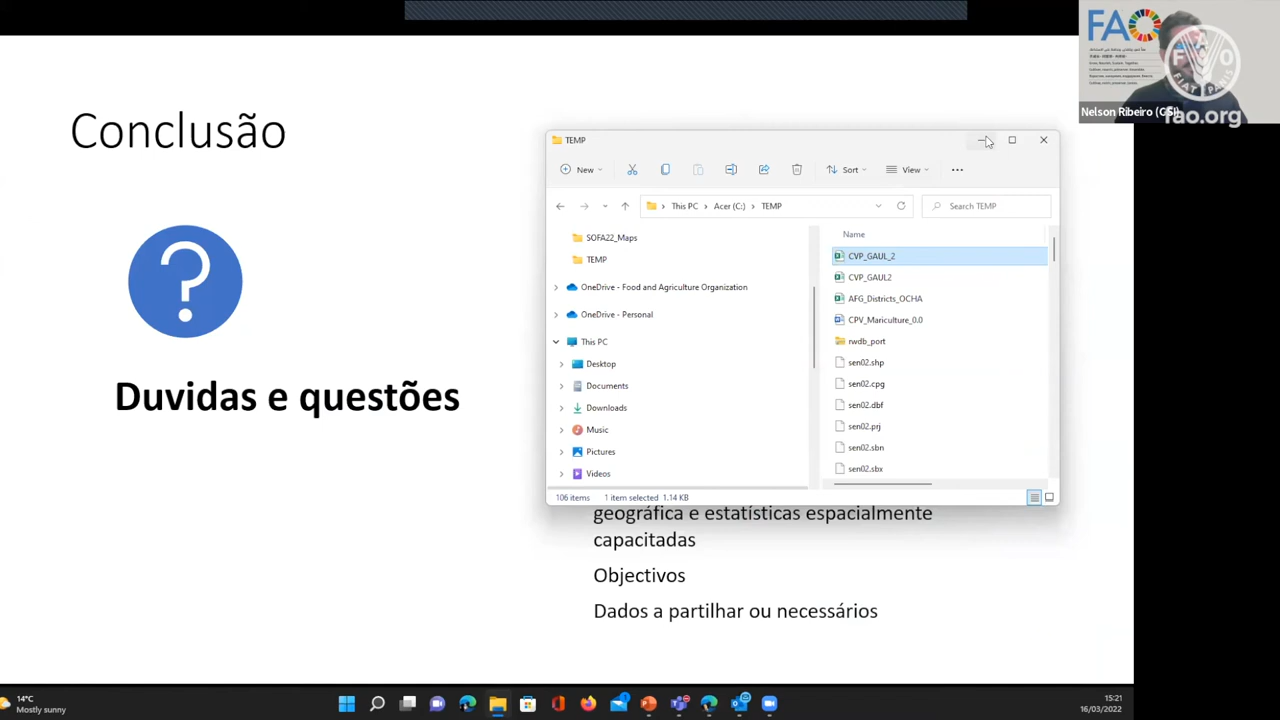 FAO
Nelson Ribeiro (CSI)
fao.org
FIAT PANIS
Conclusão
?
Duvidas e questões
TEMP
New
Sort
View
This PC > Acer (C:) > TEMP
Search TEMP
SOFA22_Maps
TEMP
OneDrive - Food and Agriculture Organization
OneDrive - Personal
This PC
Desktop
Documents
Downloads
Music
Pictures
Videos
Name
CVP_GAUL_2
CVP_GAUL2
AFG_Districts_OCHA
CPV_Mariculture_0.0
rwdb_port
sen02.shp
sen02.cpg
sen02.dbf
sen02.prj
sen02.sbn
sen02.sbx
106 items
1 item selected 1.14 KB
geográfica e estatísticas espacialmente
capacitadas
Objectivos
Dados a partilhar ou necessários
14°C
Mostly sunny
15:21
16/03/2022